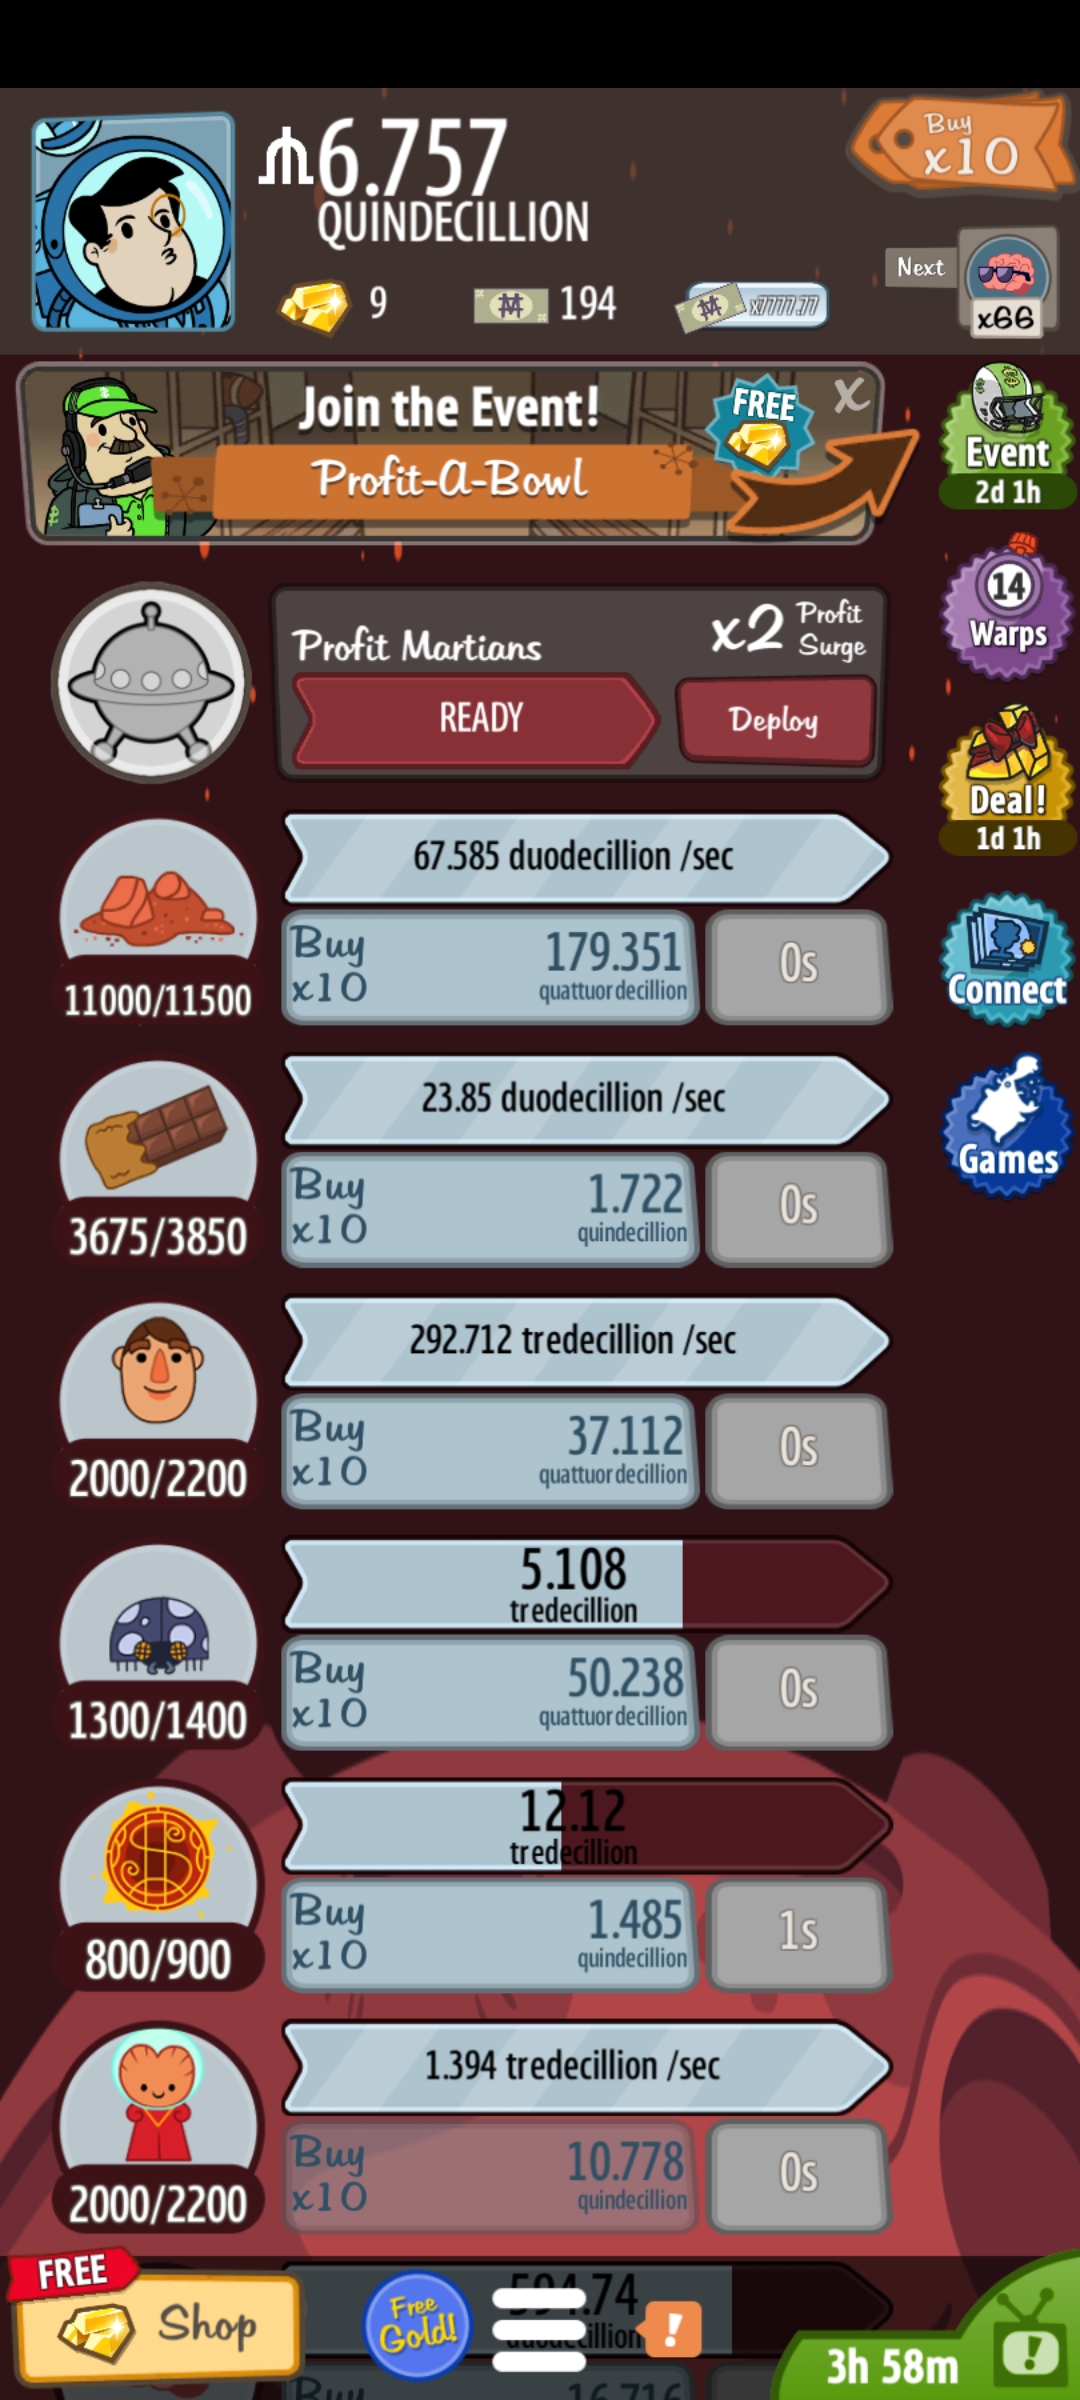 6.757
QUINDECILLION
Buy
x10
9
194
x7777.77
Next
x66
Join the Event!
Profit-A-Bowl
FREE
X
Event
2d 1h
14
Warps
Profit Martians
x2 Profit Surge
READY
Deploy
Deal!
1d 1h
67.585 duodecillion /sec
Buy x10
179.351
quattuordecillion
0s
11000/11500
Connect
23.85 duodecillion /sec
Buy x10
1.722
quindecillion
0s
3675/3850
Games
292.712 tredecillion /sec
Buy x10
37.112
quattuordecillion
0s
2000/2200
5.108
tredecillion
Buy x10
50.238
quattuordecillion
0s
1300/1400
12.12
tredecillion
Buy x10
1.485
quindecillion
1s
800/900
1.394 tredecillion /sec
Buy x10
10.778
quindecillion
0s
2000/2200
FREE
Shop
Free
Gold!
594.74
!
3h 58m
!
Buy
16.716